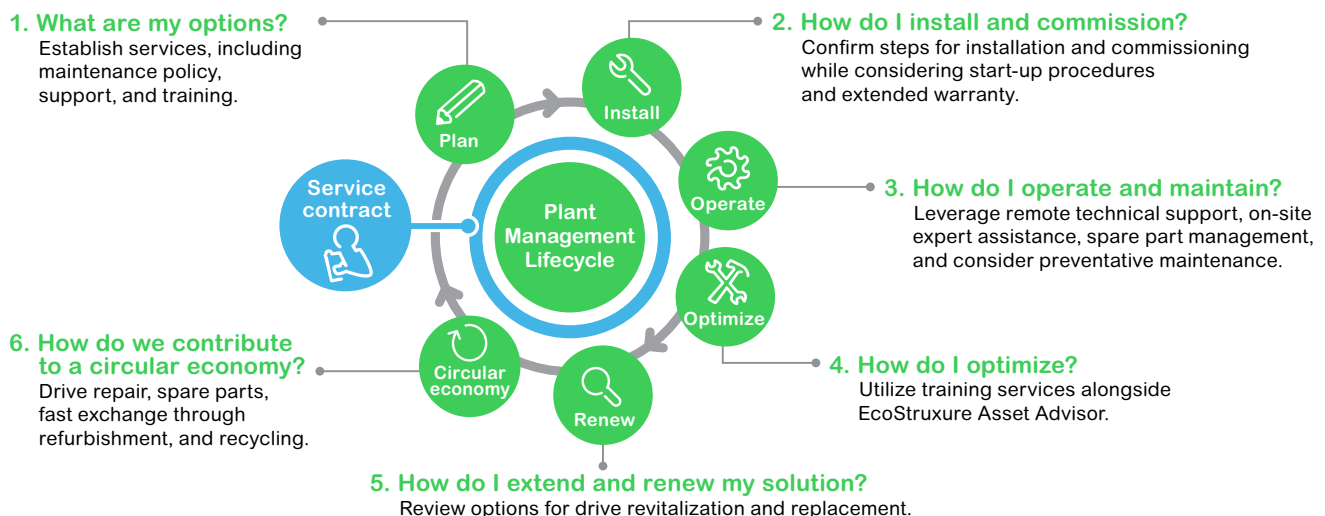 1. What are my options?
Establish services, including
maintenance policy,
support, and training.
2. How do I install and commission?
Confirm steps for installation and commissioning
while considering start-up procedures
and extended warranty.
Plan
Install
Service
contract
Plant
Management
Lifecycle
Operate
3. How do I operate and maintain?
Leverage remote technical support, on-site
expert assistance, spare part management,
and consider preventative maintenance.
Optimize
4. How do I optimize?
Utilize training services alongside
EcoStruxure Asset Advisor.
6. How do we contribute
to a circular economy?
Drive repair, spare parts,
fast exchange through
refurbishment, and recycling.
Circular
economy
Renew
5. How do I extend and renew my solution?
Review options for drive revitalization and replacement.